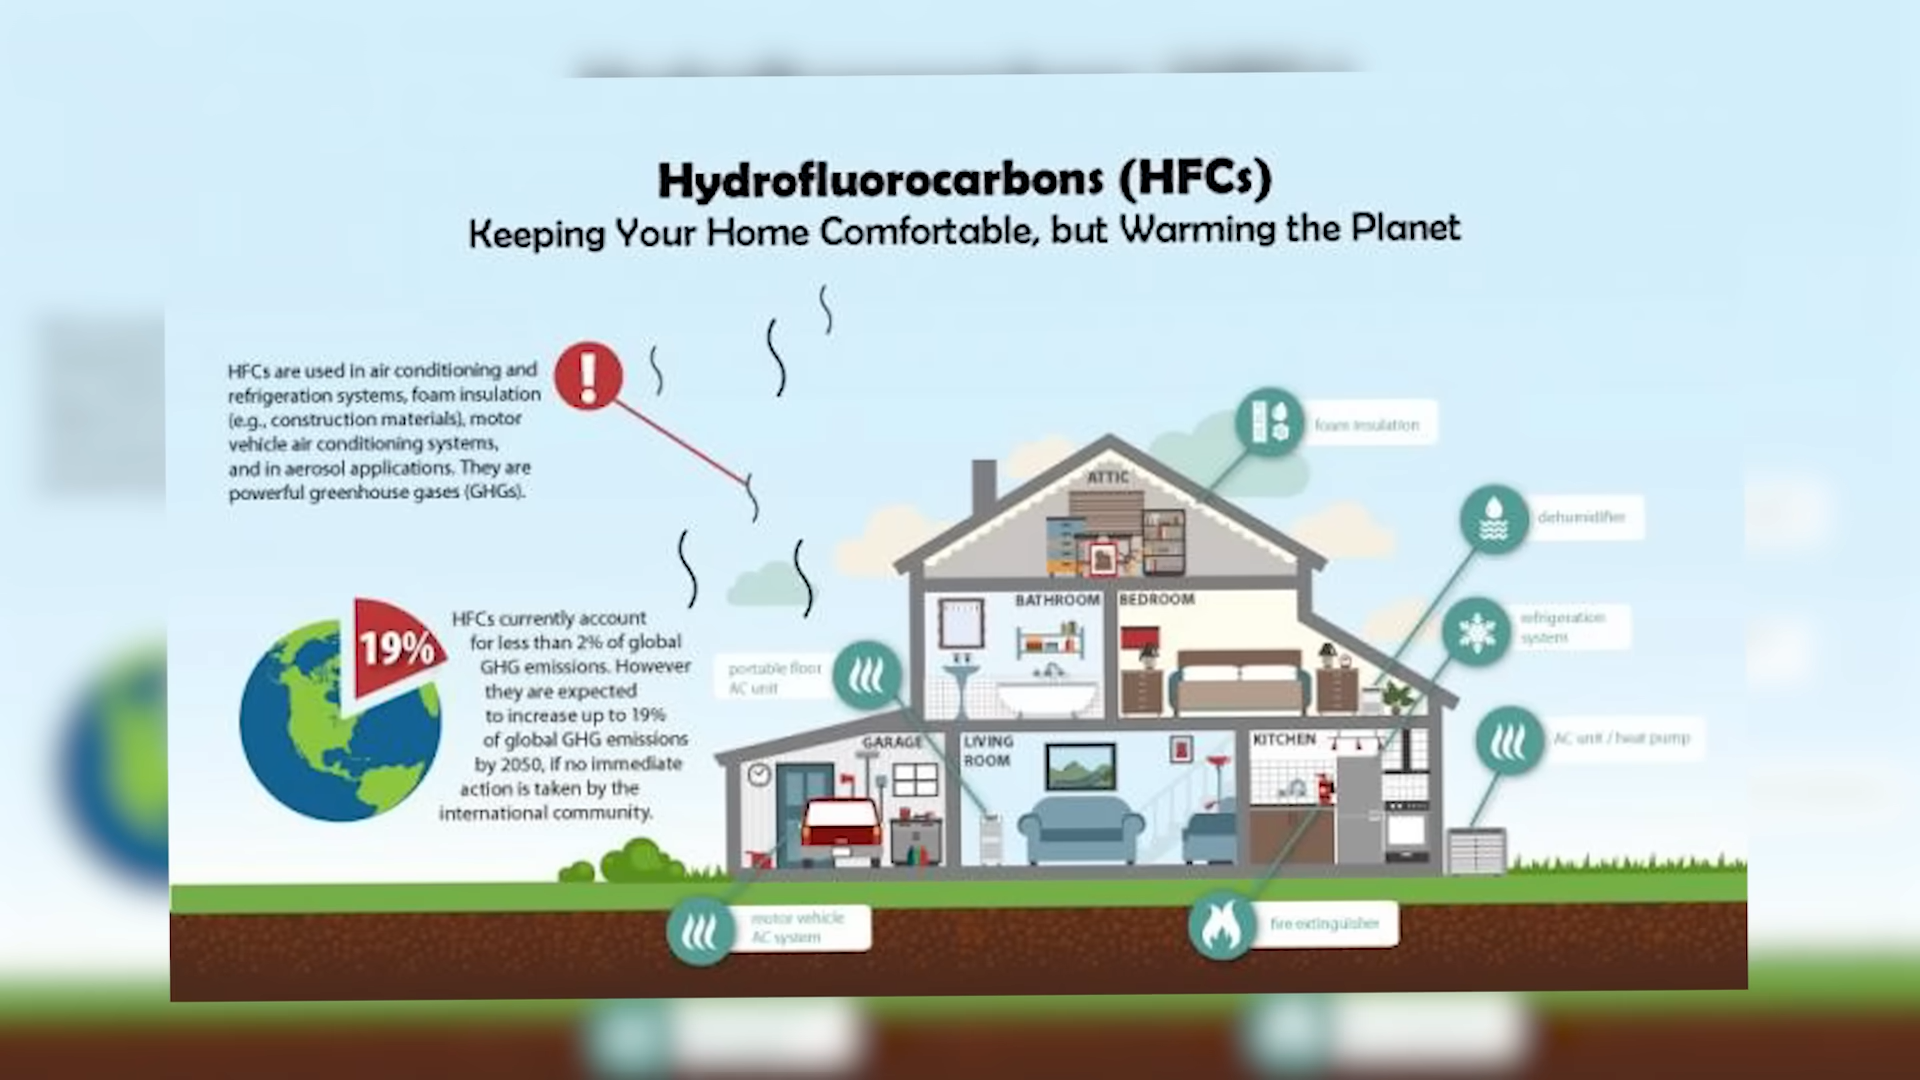 Hydrofluorocarbons (HFCs)
Keeping Your Home Comfortable, but Warming the Planet
HFCs are used in air conditioning and
refrigeration systems, foam insulation
(e.g., construction materials), motor
vehicle air conditioning systems,
and in aerosol applications. They are
powerful greenhouse gases (GHGs).
19%
HFCs currently account
for less than 2% of global
GHG emissions. However
they are expected
to increase up to 19%
of global GHG emissions
by 2050, if no immediate
action is taken by the
international community.
foam insulation
ATTIC
dehumidifier
BATHROOM
BEDROOM
refrigeration
system
portable floor
AC unit
GARAGE
LIVING
ROOM
KITCHEN
AC unit / heat pump
motor vehicle
AC system
fire extinguisher